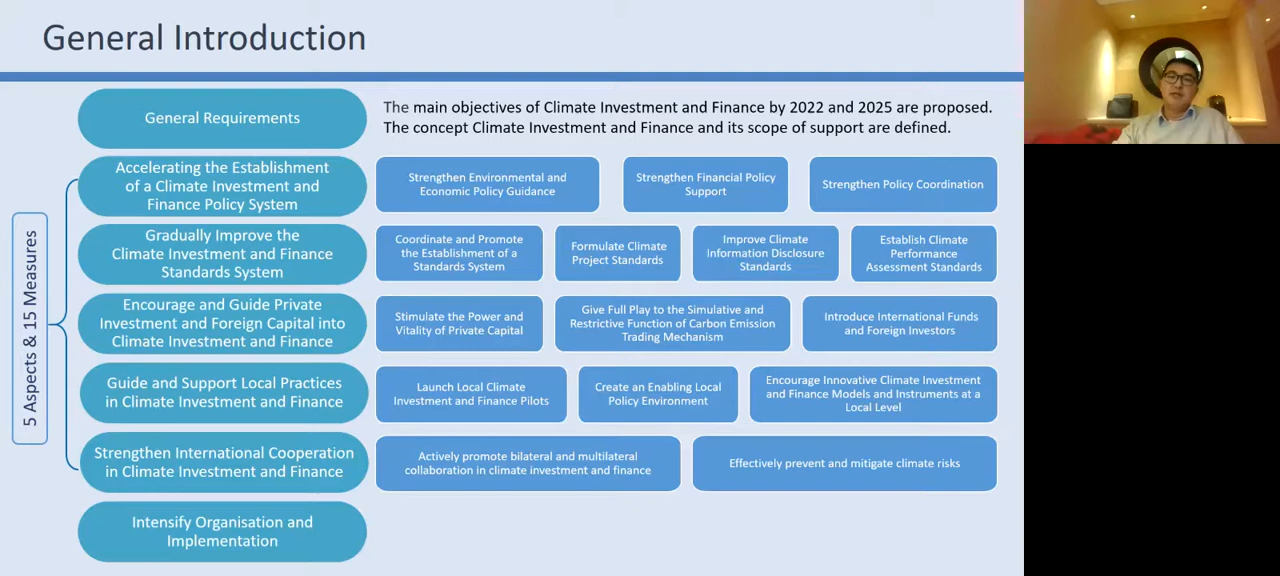 General Introduction
General Requirements
The main objectives of Climate Investment and Finance by 2022 and 2025 are proposed.
The concept Climate Investment and Finance and its scope of support are defined.
5 Aspects & 15 Measures
Accelerating the Establishment
of a Climate Investment and
Finance Policy System
Strengthen Environmental and
Economic Policy Guidance
Strengthen Financial Policy
Support
Strengthen Policy Coordination
Gradually Improve the
Climate Investment and Finance
Standards System
Coordinate and Promote
the Establishment of a
Standards System
Formulate Climate
Project Standards
Improve Climate
Information Disclosure
Standards
Establish Climate
Performance
Assessment Standards
Encourage and Guide Private
Investment and Foreign Capital into
Climate Investment and Finance
Stimulate the Power and
Vitality of Private Capital
Give Full Play to the Simulative and
Restrictive Function of Carbon Emission
Trading Mechanism
Introduce International Funds
and Foreign Investors
Guide and Support Local Practices
in Climate Investment and Finance
Launch Local Climate
Investment and Finance Pilots
Create an Enabling Local
Policy Environment
Encourage Innovative Climate Investment
and Finance Models and Instruments at a
Local Level
Strengthen International Cooperation
in Climate Investment and Finance
Actively promote bilateral and multilateral
collaboration in climate investment and finance
Effectively prevent and mitigate climate risks
Intensify Organisation and
Implementation